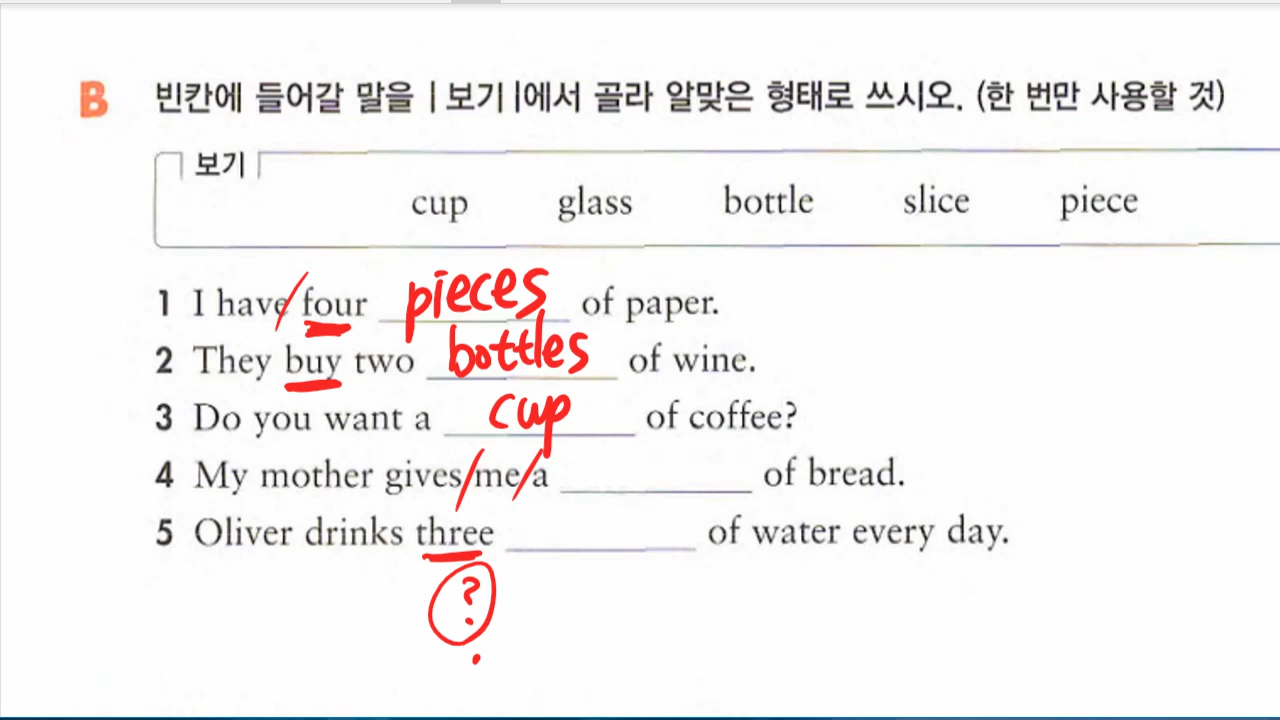 B 빈칸에 들어갈 말을 | 보기 |에서 골라 알맞은 형태로 쓰시오. (한 번만 사용할 것)
보기
cup glass bottle slice piece
1 I have / four pieces of paper.
2 They buy two bottles of wine.
3 Do you want a cup of coffee?
4 My mother gives / me / a ________ of bread.
5 Oliver drinks three ________ of water every day.
?